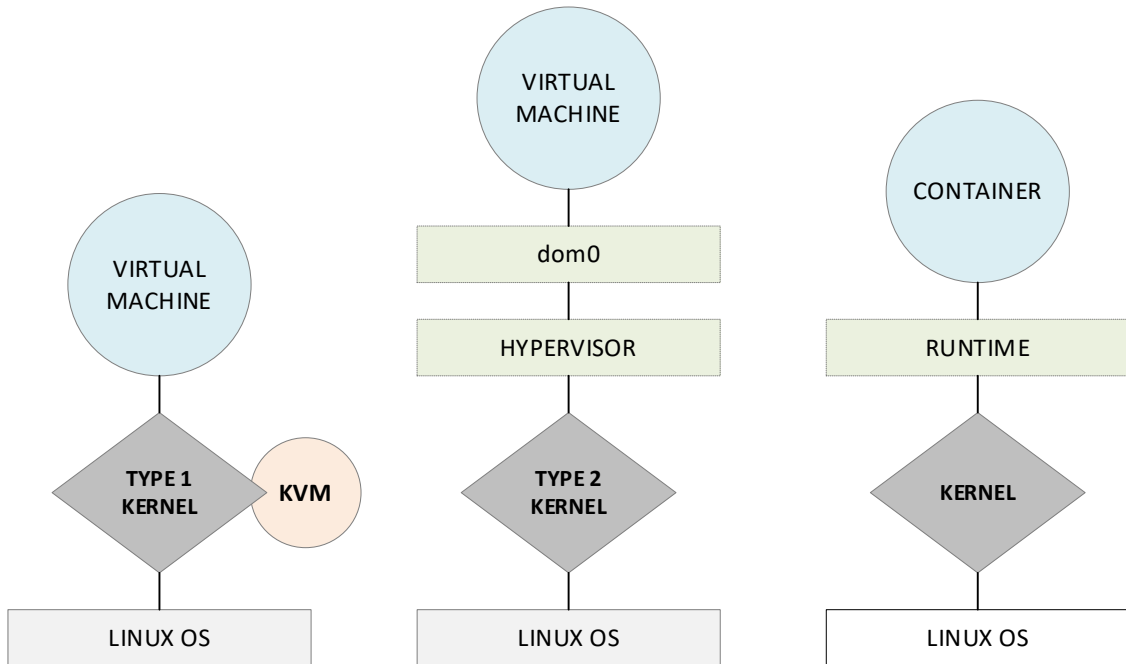 VIRTUAL
MACHINE
TYPE 1
KERNEL
KVM
LINUX OS
VIRTUAL
MACHINE
dom0
HYPERVISOR
TYPE 2
KERNEL
LINUX OS
CONTAINER
RUNTIME
KERNEL
LINUX OS